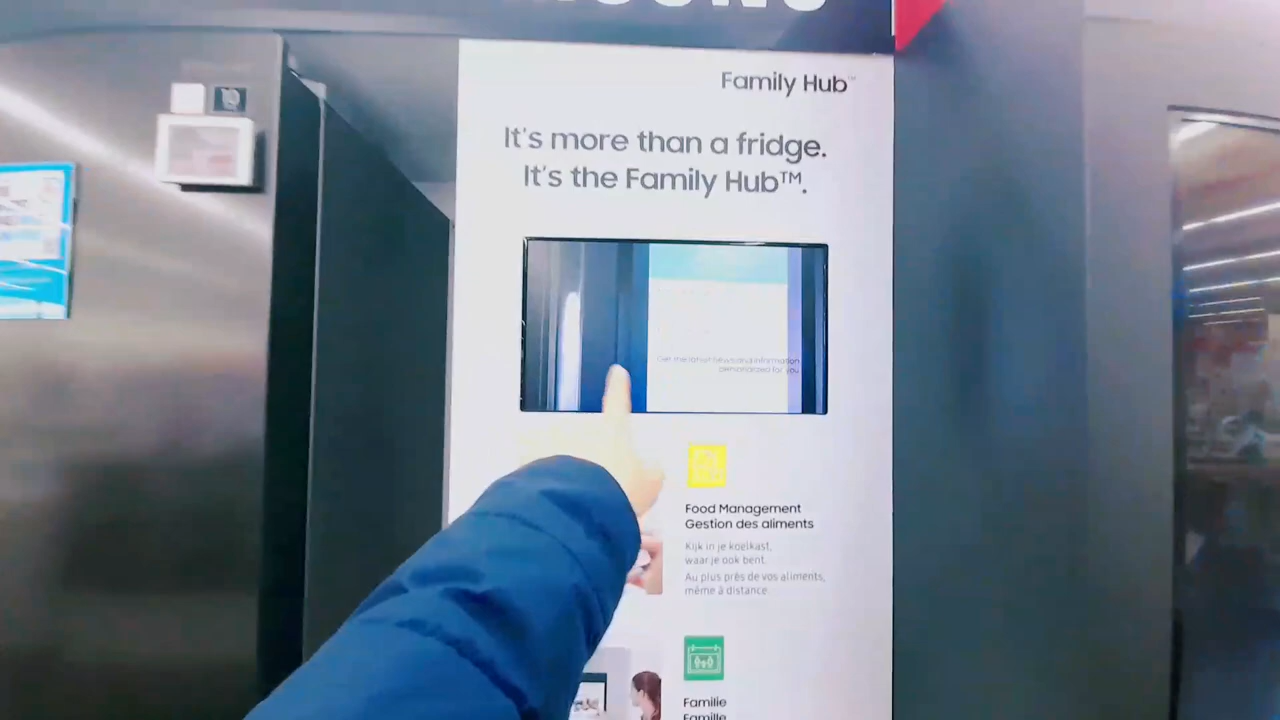 Family Hub™
It's more than a fridge.
It's the Family Hub™.
Get the latest news and information
personalized for you
Food Management
Gestion des aliments
Kijk in je koelkast,
waar je ook bent.
Au plus près de vos aliments,
même à distance.
Familie
Famille